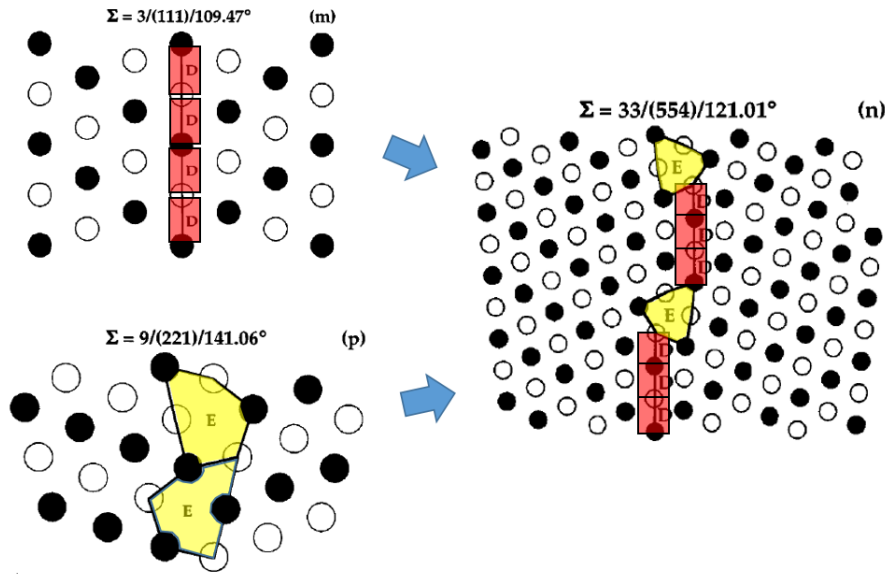 Σ = 3/(111)/109.47° (m)
D
D
D
D
Σ = 33/(554)/121.01° (n)
E
D
D
D
E
D
D
D
Σ = 9/(221)/141.06° (p)
E
E